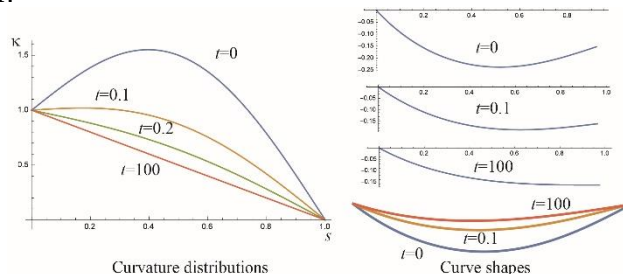 κ
1.5
1.0
0.5
t=0
t=0.1
t=0.2
t=100
0.2
0.4
0.6
0.8
1.0
s
Curvature distributions
0.2 0.4 0.6 0.8
-0.05
-0.10
-0.15
-0.20
-0.25
t=0
0.2 0.4 0.6 0.8 1.0
-0.05
-0.10
-0.15
t=0.1
0.2 0.4 0.6 0.8 1.0
-0.05
-0.10
-0.15
t=100
t=100
t=0.1
t=0
Curve shapes